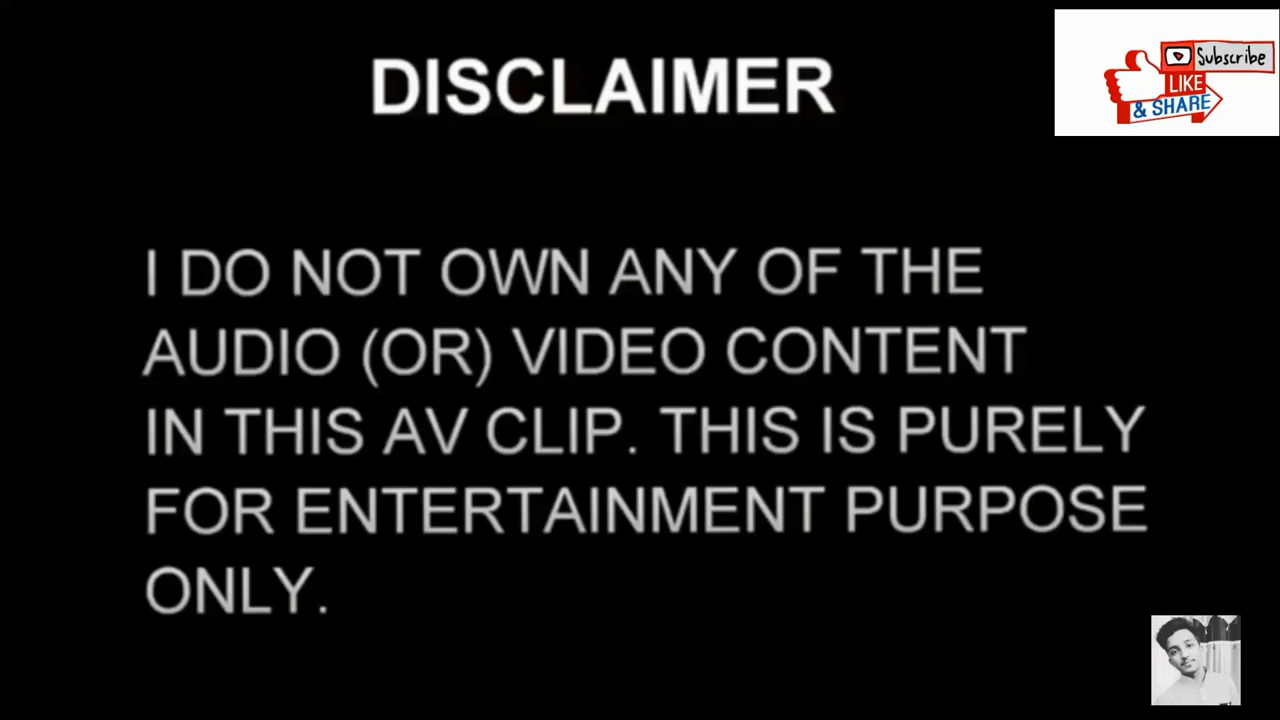 DISCLAIMER
Subscribe
LIKE
& SHARE
I DO NOT OWN ANY OF THE
AUDIO (OR) VIDEO CONTENT
IN THIS AV CLIP. THIS IS PURELY
FOR ENTERTAINMENT PURPOSE
ONLY.